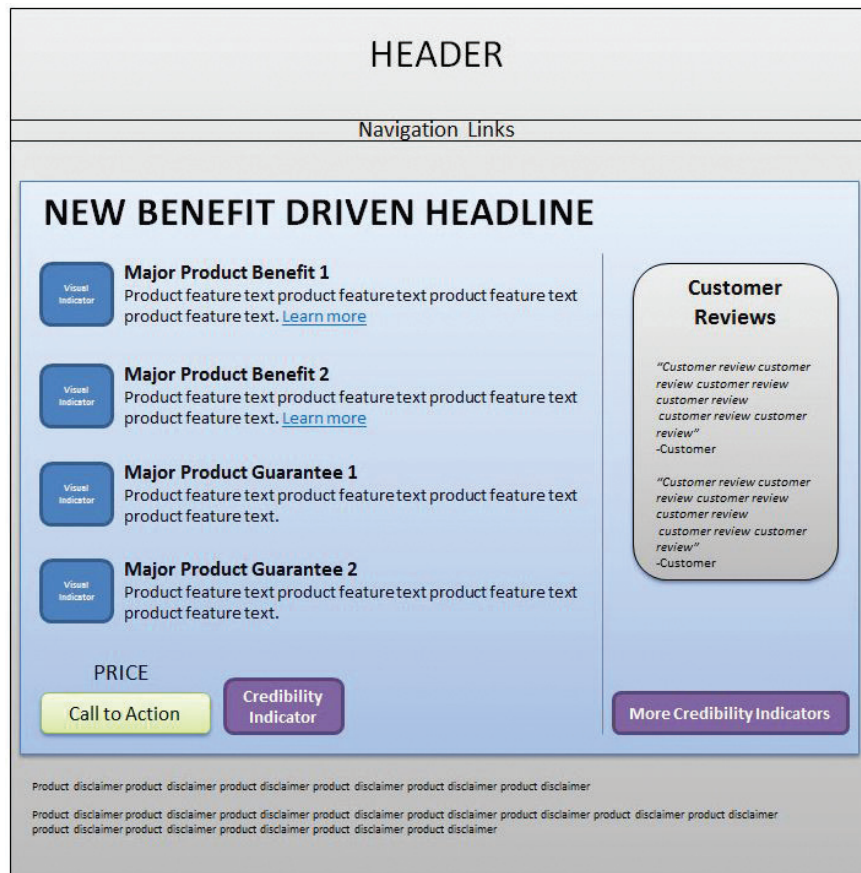 HEADER
Navigation Links
NEW BENEFIT DRIVEN HEADLINE
Visual
Indicator
Major Product Benefit 1
Product feature text product feature text product feature text
product feature text. Learn more
Visual
Indicator
Major Product Benefit 2
Product feature text product feature text product feature text
product feature text. Learn more
Visual
Indicator
Major Product Guarantee 1
Product feature text product feature text product feature text
product feature text.
Visual
Indicator
Major Product Guarantee 2
Product feature text product feature text product feature text
product feature text.
PRICE
Call to Action
Credibility
Indicator
Customer
Reviews
“Customer review customer
review customer review
customer review
customer review customer
review”
-Customer
“Customer review customer
review customer review
customer review
customer review customer
review”
-Customer
More Credibility Indicators
Product disclaimer product disclaimer product disclaimer product disclaimer product disclaimer product disclaimer
Product disclaimer product disclaimer product disclaimer product disclaimer product disclaimer product disclaimer product disclaimer product disclaimer
product disclaimer product disclaimer product disclaimer product disclaimer product disclaimer